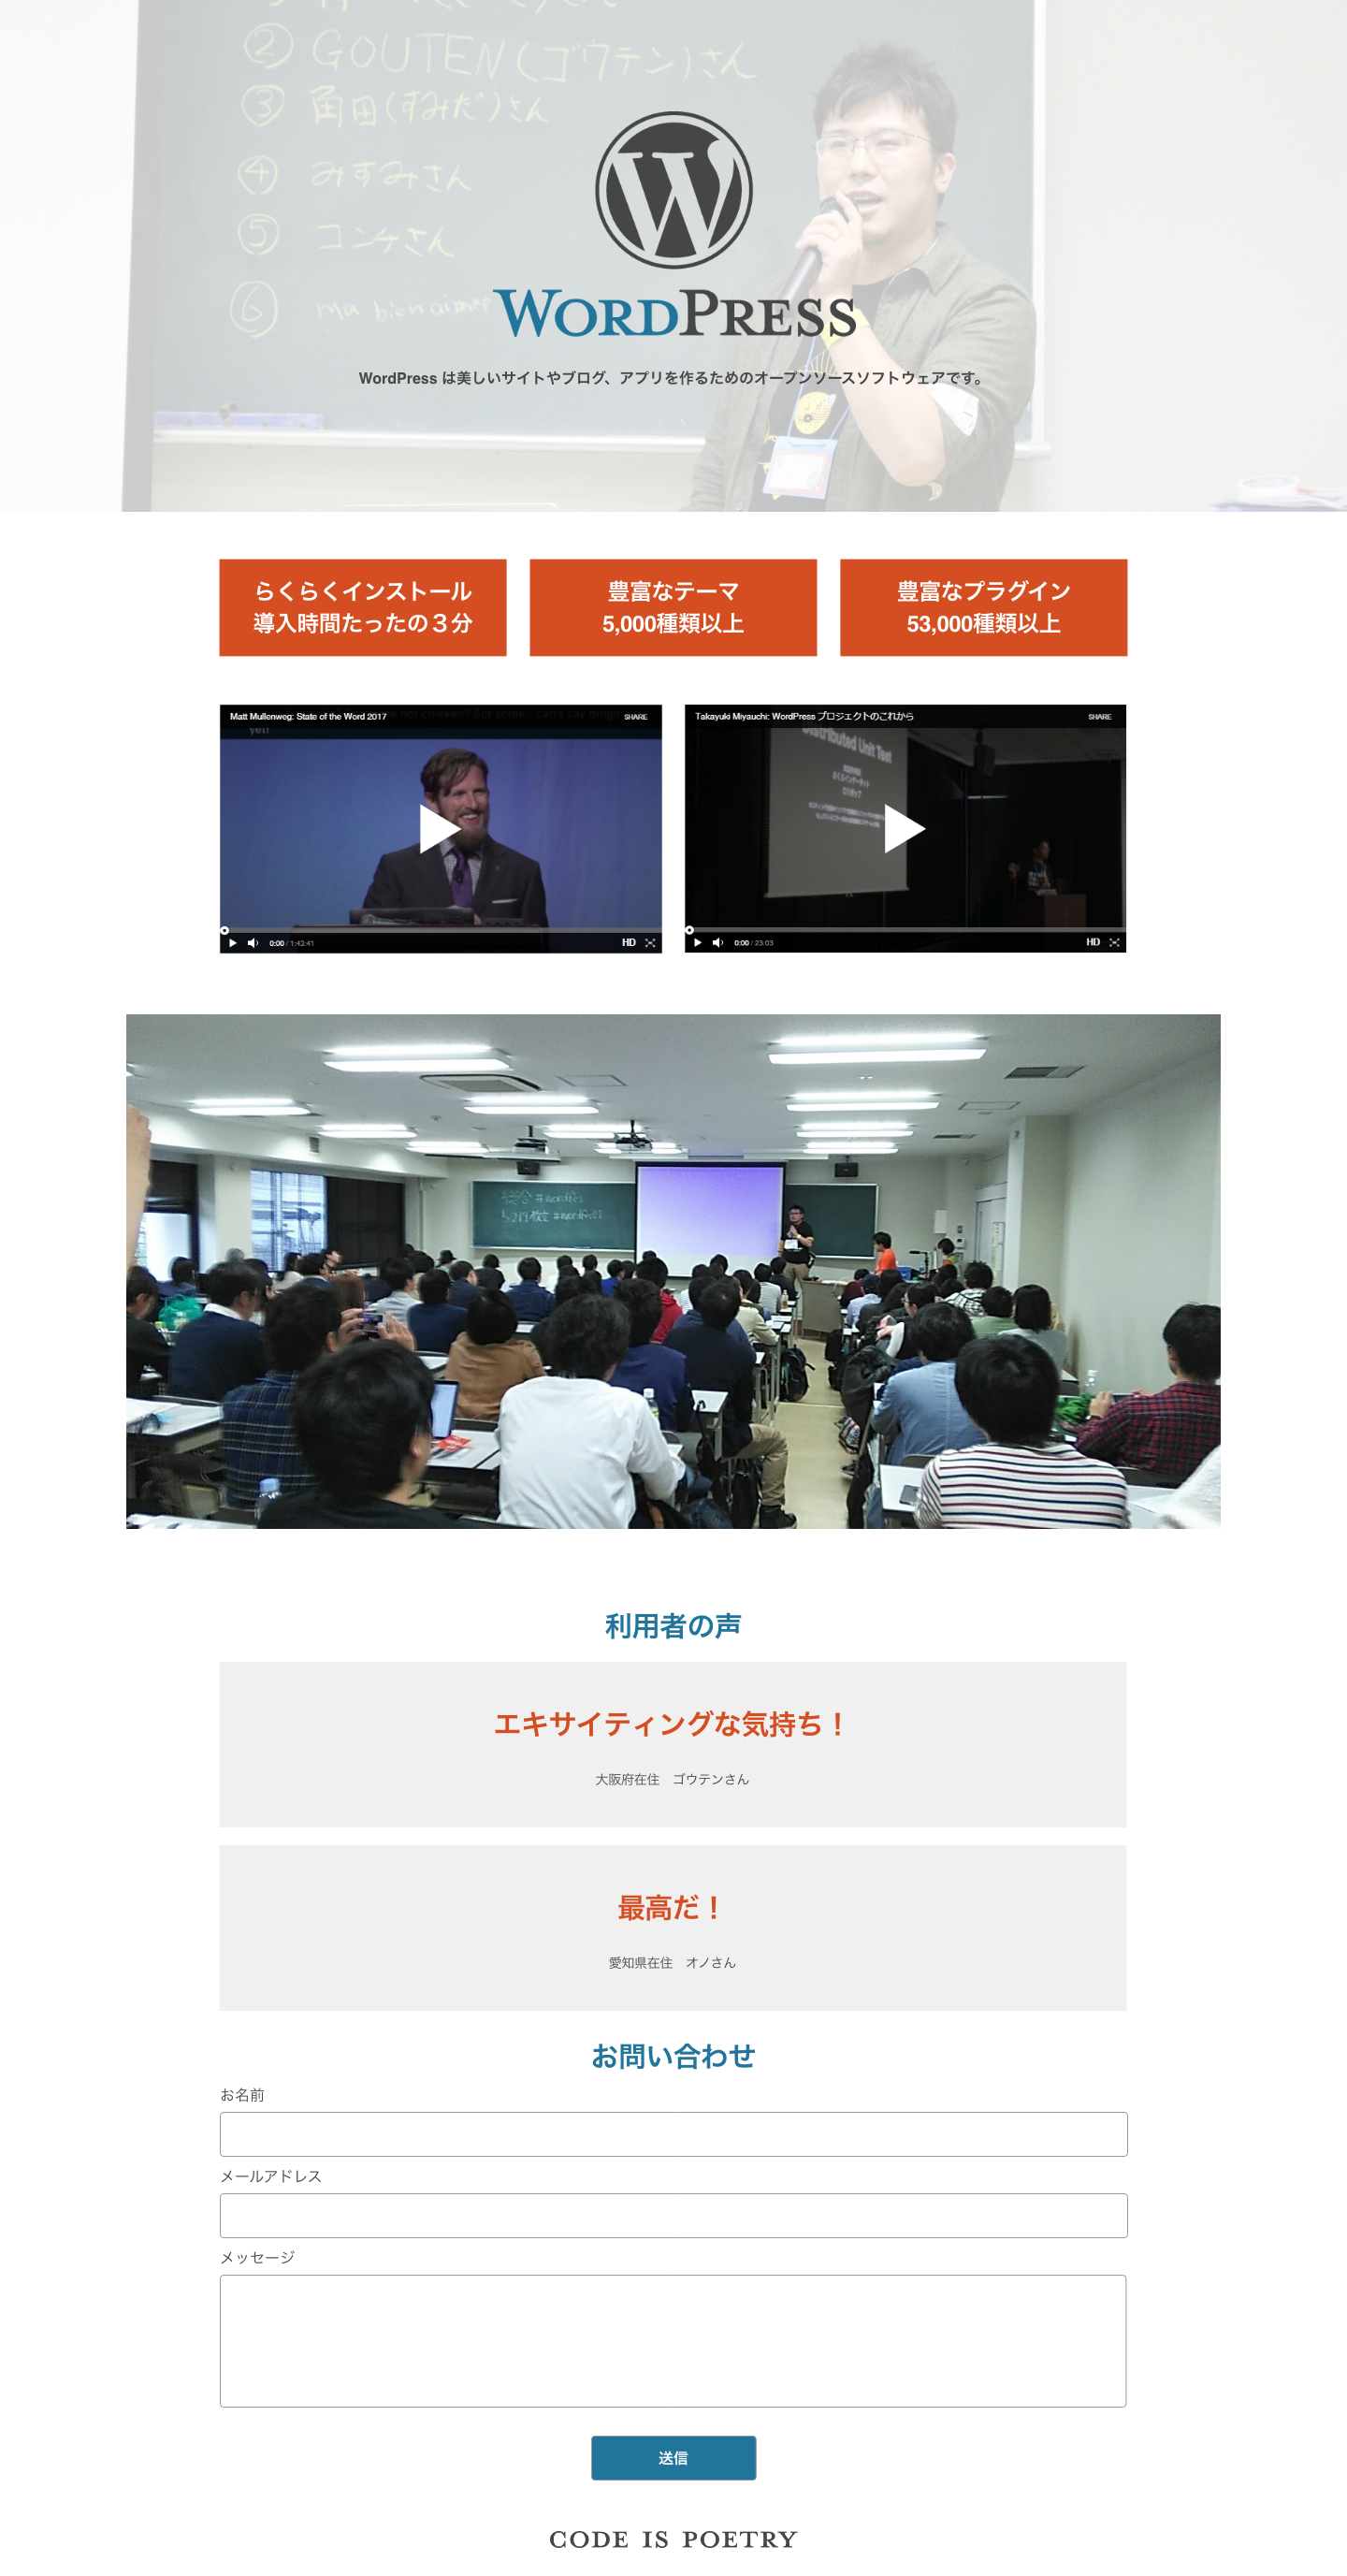 ② GOUTEN(ゴウテン)さん
③ 角田(すみだ)さん
④ みすみさん
⑤ コンテさん
⑥ ma bien aimee
WORDPRESS
WordPress は美しいサイトやブログ、アプリを作るためのオープンソースソフトウェアです。
らくらくインストール
導入時間たったの３分
豊富なテーマ
5,000種類以上
豊富なプラグイン
53,000種類以上
Matt Mullenweg: State of the Word 2017
SHARE
yet!
0:00 / 1:43:41
HD
Takayuki Miyauchi: WordPress プロジェクトのこれから
SHARE
Distributed Unit Test
0:00 / 23:03
HD
#wordfes
利用者の声
エキサイティングな気持ち！
大阪府在住　ゴウテンさん
最高だ！
愛知県在住　オノさん
お問い合わせ
お名前
メールアドレス
メッセージ
送信
CODE IS POETRY